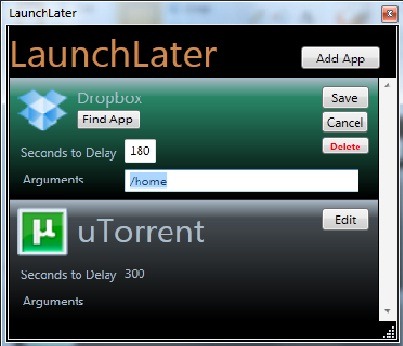 LaunchLater
LaunchLater
Add App
Dropbox
Save
Find App
Cancel
Seconds to Delay 180
Delete
Arguments /home
µ uTorrent
Edit
Seconds to Delay 300
Arguments